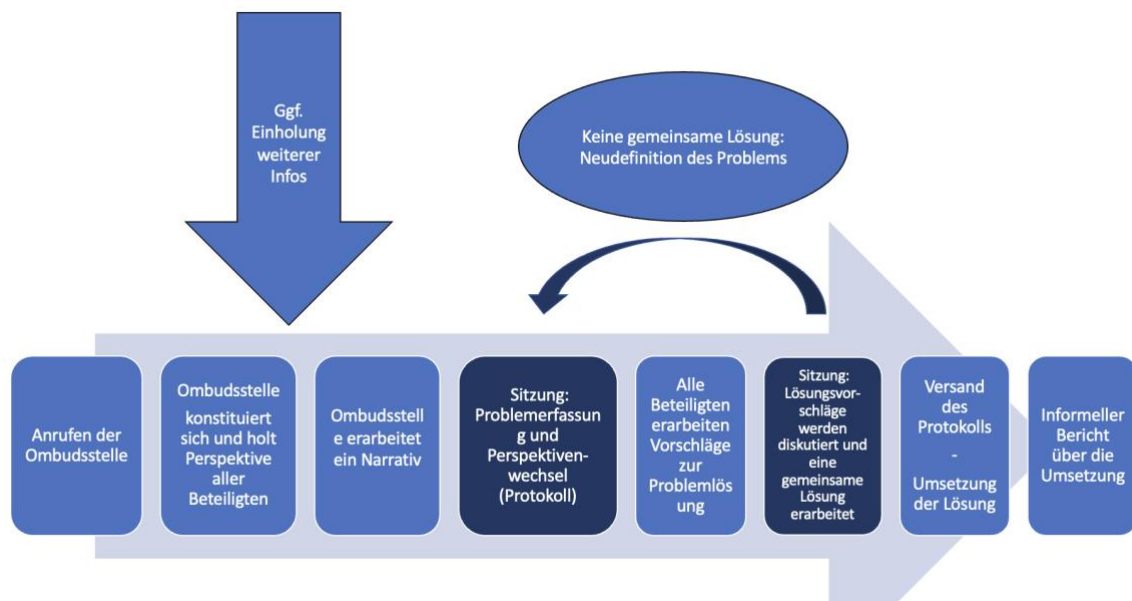 Ggf.
Einholung
weiterer
Infos
Keine gemeinsame Lösung:
Neudefinition des Problems
Anrufen der
Ombudsstelle
Ombudsstelle
konstituiert
sich und holt
Perspektive
aller
Beteiligten
Ombudsstell
e erarbeitet
ein Narrativ
Sitzung:
Problemerfassun
g und
Perspektiven-
wechsel
(Protokoll)
Alle
Beteiligten
erarbeiten
Vorschläge
zur
Problemlös
ung
Sitzung:
Lösungsvor-
schläge
werden
diskutiert und
eine
gemeinsame
Lösung
erarbeitet
Versand
des
Protokolls
-
Umsetzung
der Lösung
Informeller
Bericht
über die
Umsetzung